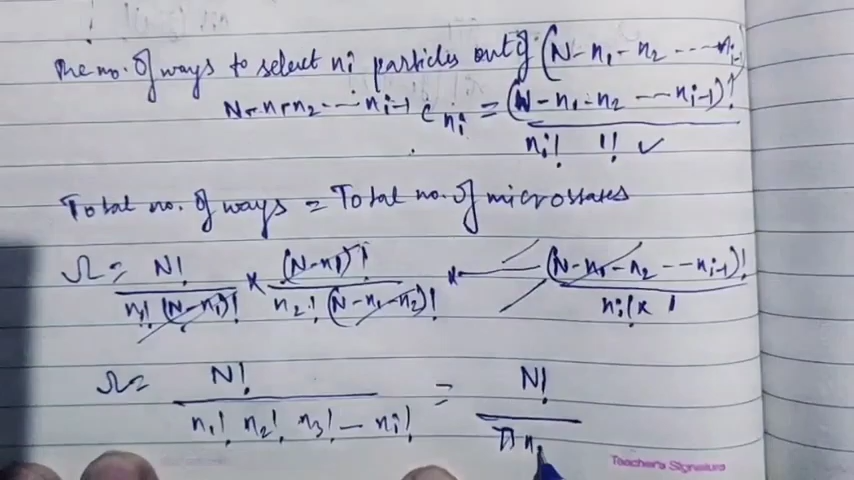 The no. of ways to select ni particles out of (N-n1-n2 ----- ni-1)
N-n1-n2 --- ni-1 C ni = (N-n1-n2 --- ni-1)! / ni! 1! ✓
Total no. of ways = Total no. of microstates
Ω = N! / n1! (N-n1)! × (N-n1)! / n2! (N-n1-n2)! × --- (N-n1-n2 --- ni-1)! / ni! × 1
Ω = N! / n1! n2! n3! — ni! = N! / Π n
Teacher's Signature